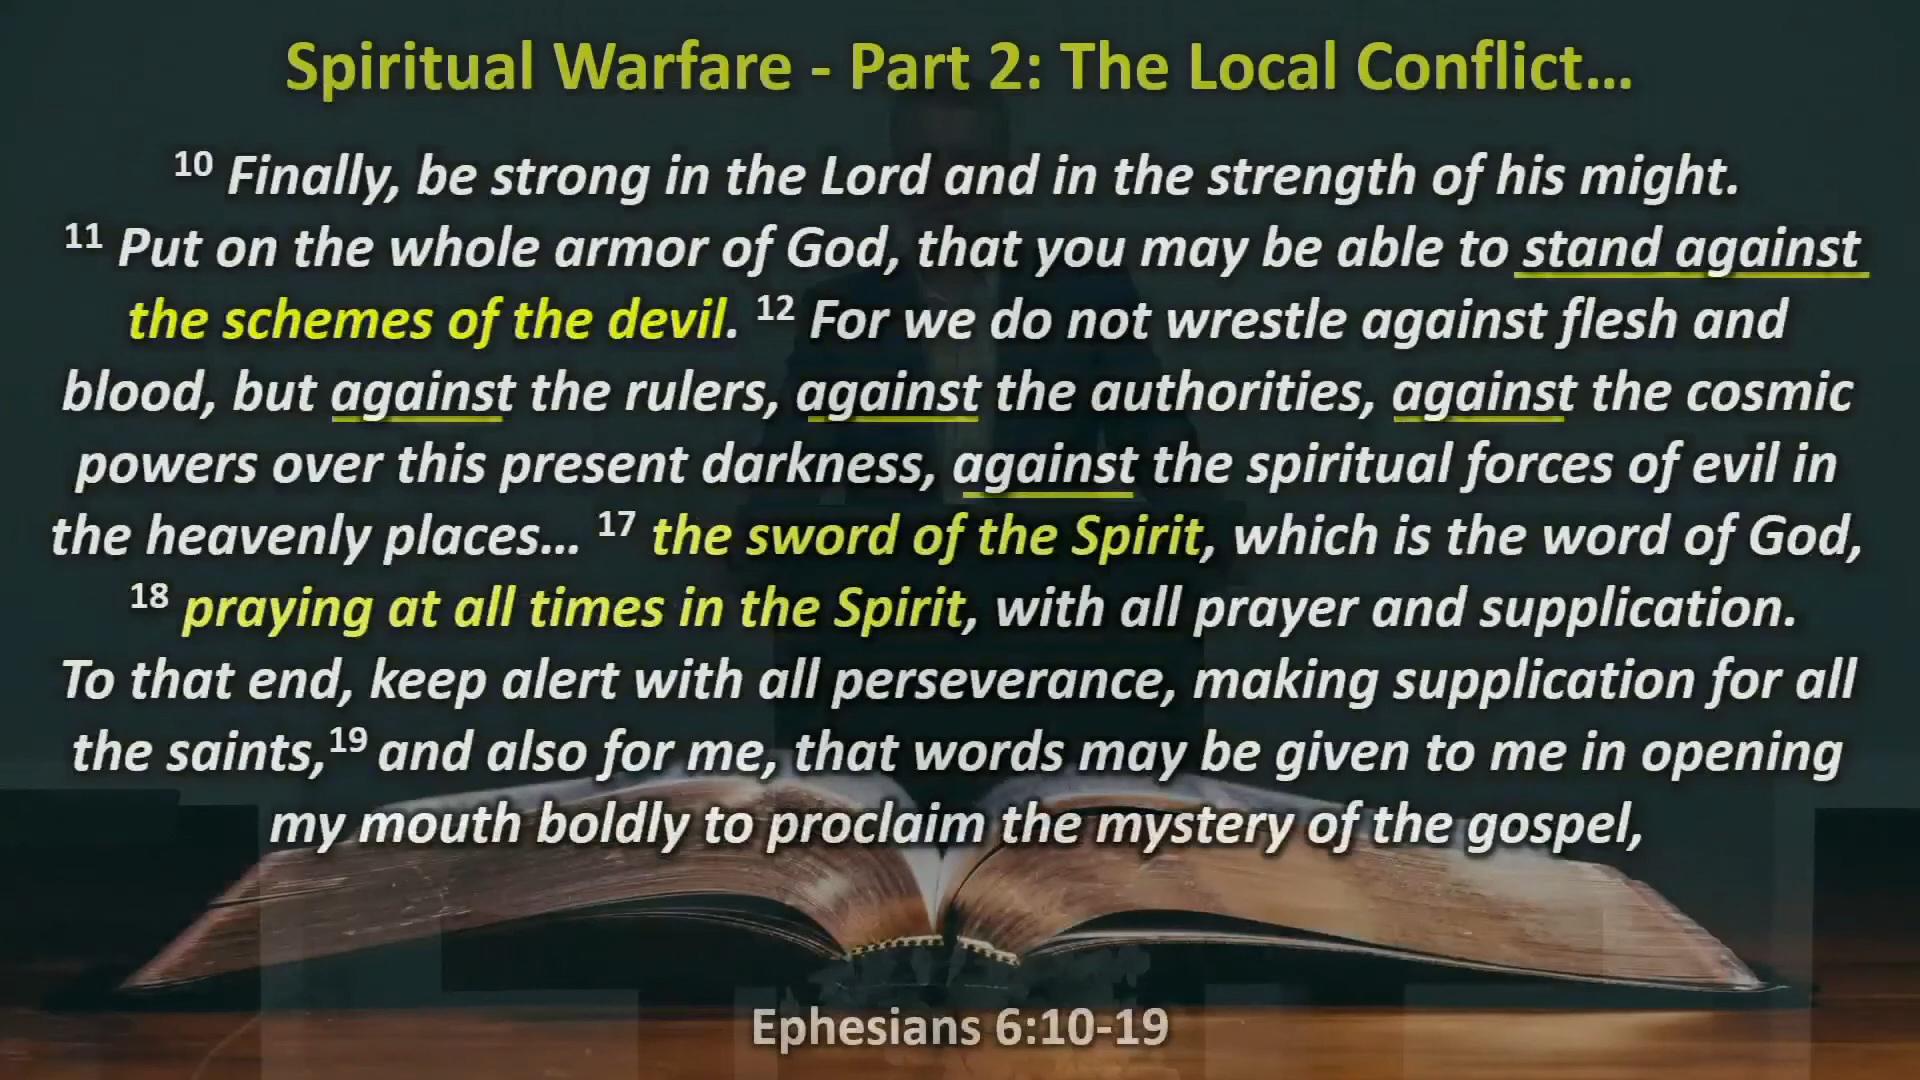 Spiritual Warfare - Part 2: The Local Conflict...
10 Finally, be strong in the Lord and in the strength of his might.
11 Put on the whole armor of God, that you may be able to stand against
the schemes of the devil. 12 For we do not wrestle against flesh and
blood, but against the rulers, against the authorities, against the cosmic
powers over this present darkness, against the spiritual forces of evil in
the heavenly places... 17 the sword of the Spirit, which is the word of God,
18 praying at all times in the Spirit, with all prayer and supplication.
To that end, keep alert with all perseverance, making supplication for all
the saints,19 and also for me, that words may be given to me in opening
my mouth boldly to proclaim the mystery of the gospel,
Ephesians 6:10-19